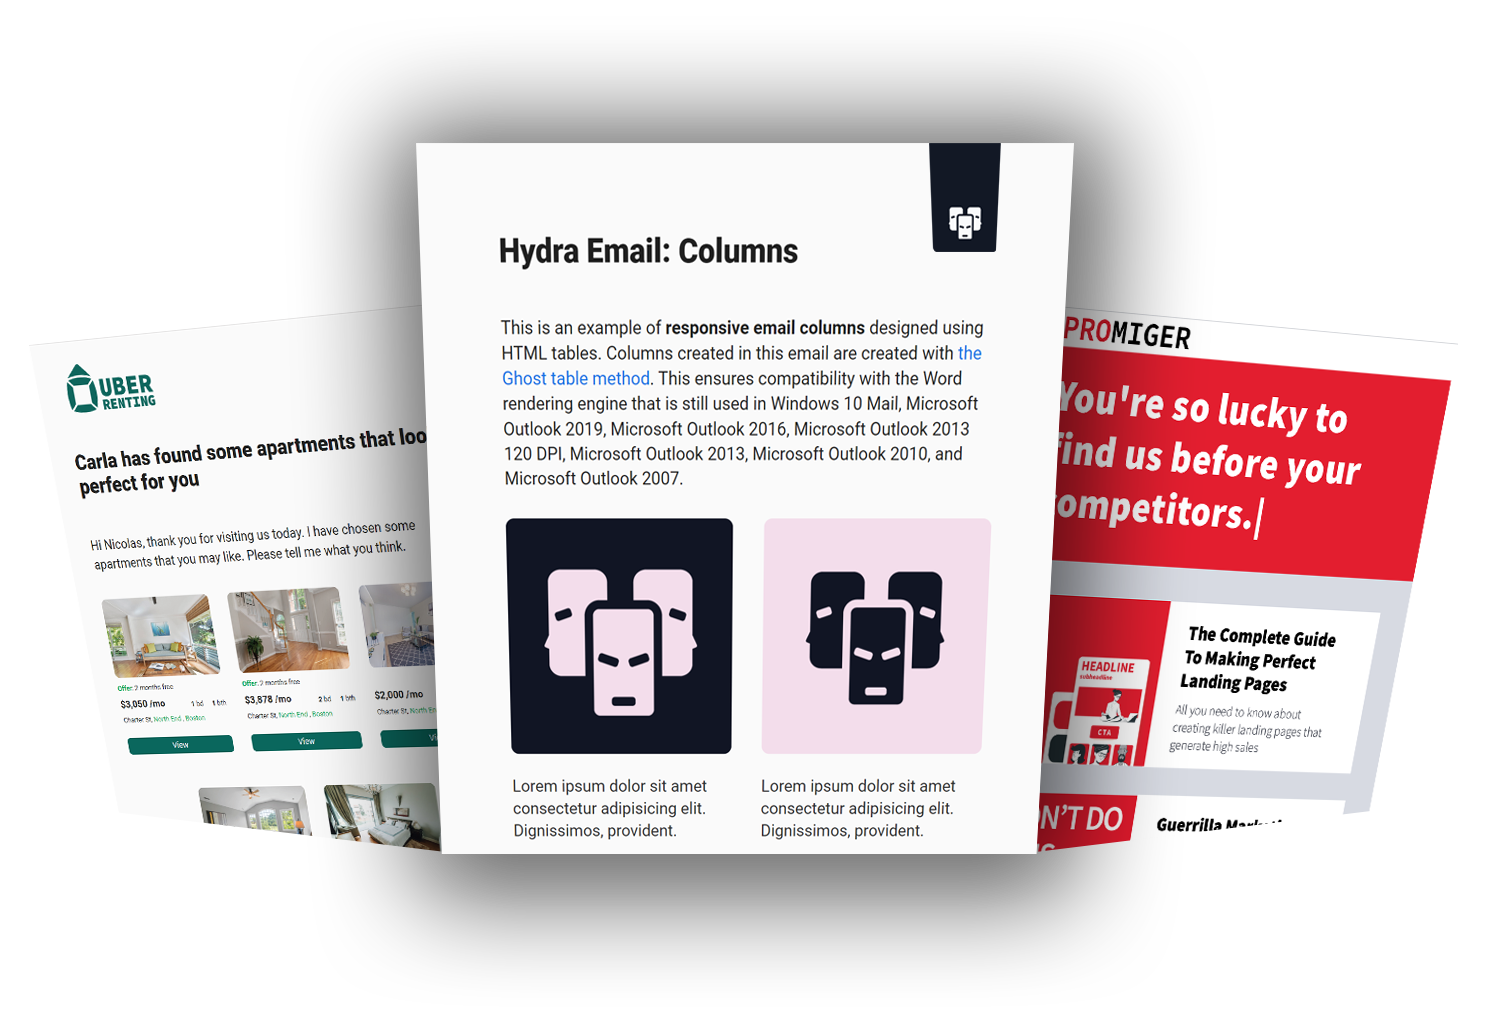 UBER
RENTING
Carla has found some apartments that loo
perfect for you
Hi Nicolas, thank you for visiting us today. I have chosen some
apartments that you may like. Please tell me what you think.
Offer. 2 months free
$3,050 /mo 1 bd 1 bth
Charter St, North End , Boston
View
Offer. 2 months free
$3,878 /mo 2 bd 1 bth
Charter St, North End , Boston
View
$2,000 /mo
Charter St, North En
Hydra Email: Columns
This is an example of responsive email columns designed using
HTML tables. Columns created in this email are created with the
Ghost table method. This ensures compatibility with the Word
rendering engine that is still used in Windows 10 Mail, Microsoft
Outlook 2019, Microsoft Outlook 2016, Microsoft Outlook 2013
120 DPI, Microsoft Outlook 2013, Microsoft Outlook 2010, and
Microsoft Outlook 2007.
Lorem ipsum dolor sit amet
consectetur adipisicing elit.
Dignissimos, provident.
Lorem ipsum dolor sit amet
consectetur adipisicing elit.
Dignissimos, provident.
PROMIGER
You're so lucky to
find us before your
ompetitors.|
HEADLINE
subheadline
CTA
The Complete Guide
To Making Perfect
Landing Pages
All you need to know about
creating killer landing pages that
generate high sales
N'T DO
Guerrilla